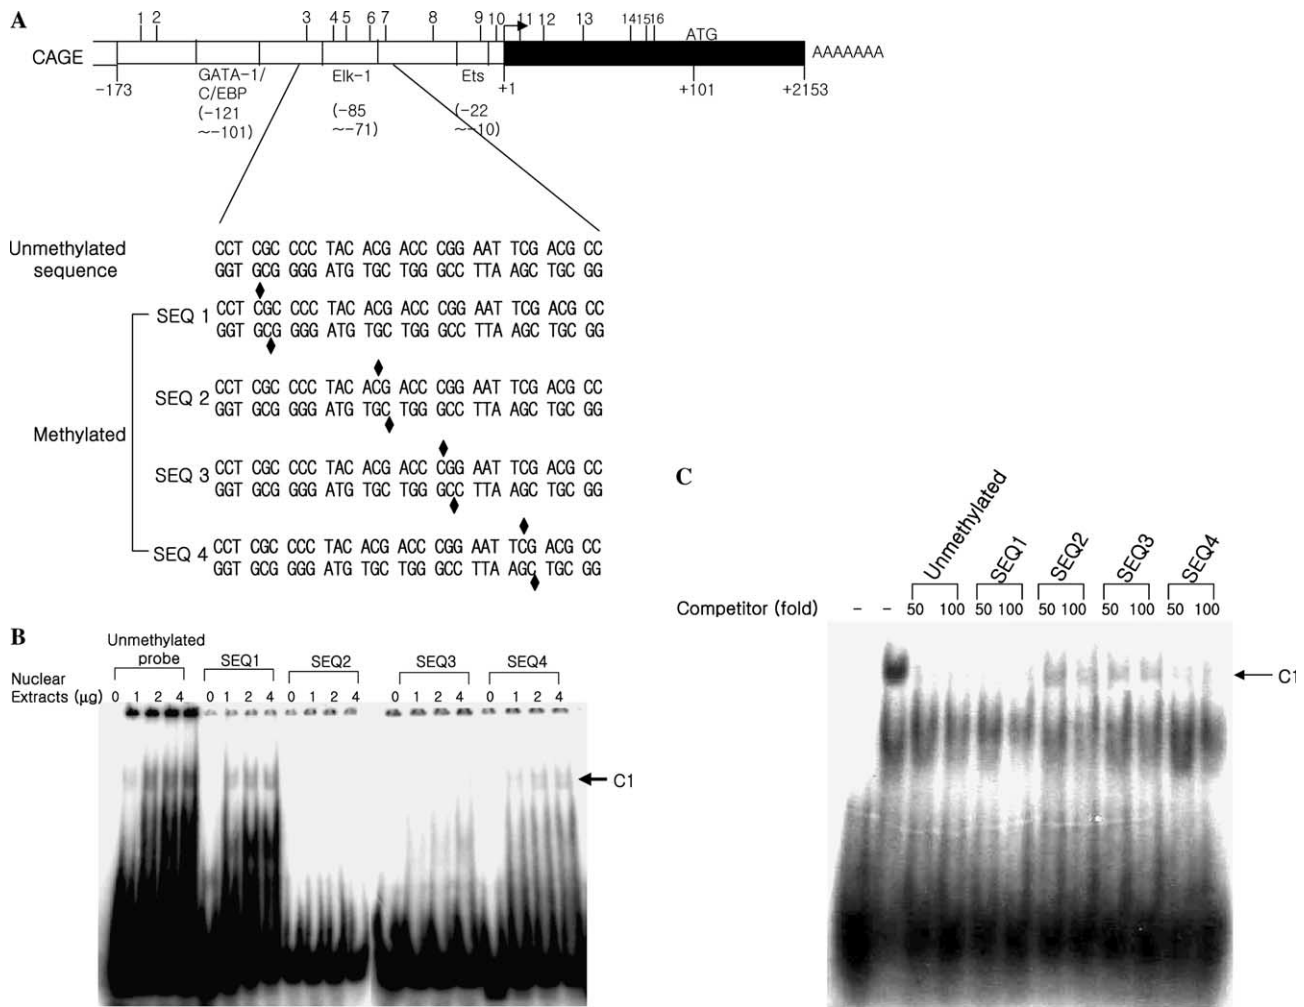 A
1 2 3 4 5 6 7 8 9 10 11 12 13 14 15 16
ATG
CAGE
AAAAAAA
-173
GATA-1/
C/EBP
(-121
~-101)
Elk-1
(-85
~-71)
Ets
(-22
~-10)
+1
+101
+2153
Unmethylated
sequence
CCT CGC CCC TAC ACG ACC CGG AAT TCG ACG CC
GGT GCG GGG ATG TGC TGG GCC TTA AGC TGC GG
Methylated
SEQ 1
CCT CGC CCC TAC ACG ACC CGG AAT TCG ACG CC
GGT GCG GGG ATG TGC TGG GCC TTA AGC TGC GG
SEQ 2
CCT CGC CCC TAC ACG ACC CGG AAT TCG ACG CC
GGT GCG GGG ATG TGC TGG GCC TTA AGC TGC GG
SEQ 3
CCT CGC CCC TAC ACG ACC CGG AAT TCG ACG CC
GGT GCG GGG ATG TGC TGG GCC TTA AGC TGC GG
SEQ 4
CCT CGC CCC TAC ACG ACC CGG AAT TCG ACG CC
GGT GCG GGG ATG TGC TGG GCC TTA AGC TGC GG
B
Unmethylated
probe
SEQ1 SEQ2 SEQ3 SEQ4
Nuclear
Extracts (μg) 0 1 2 4 0 1 2 4 0 1 2 4 0 1 2 4 0 1 2 4
C1
C
Unmethylated SEQ1 SEQ2 SEQ3 SEQ4
Competitor (fold) - - 50 100 50 100 50 100 50 100 50 100
C1